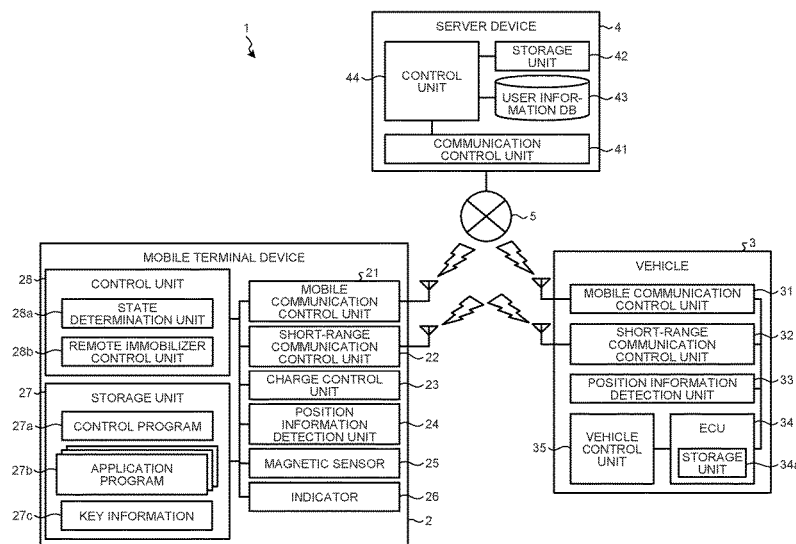 1
SERVER DEVICE
4
44
CONTROL
UNIT
STORAGE
UNIT
42
USER INFOR-
MATION DB
43
COMMUNICATION
CONTROL UNIT
41
5
MOBILE TERMINAL DEVICE
28
CONTROL UNIT
28a
STATE
DETERMINATION UNIT
28b
REMOTE IMMOBILIZER
CONTROL UNIT
27
STORAGE UNIT
27a
CONTROL PROGRAM
27b
APPLICATION
PROGRAM
27c
KEY INFORMATION
21
MOBILE
COMMUNICATION CONTROL
UNIT
SHORT-RANGE
COMMUNICATION
CONTROL UNIT
22
CHARGE CONTROL
UNIT
23
POSITION
INFORMATION
DETECTION UNIT
24
MAGNETIC SENSOR
25
INDICATOR
26
2
3
VEHICLE
MOBILE COMMUNICATION
CONTROL UNIT
31
SHORT-RANGE
COMMUNICATION CONTROL
UNIT
32
POSITION INFORMATION
DETECTION UNIT
33
35
VEHICLE
CONTROL
UNIT
ECU
34
STORAGE
UNIT
34a